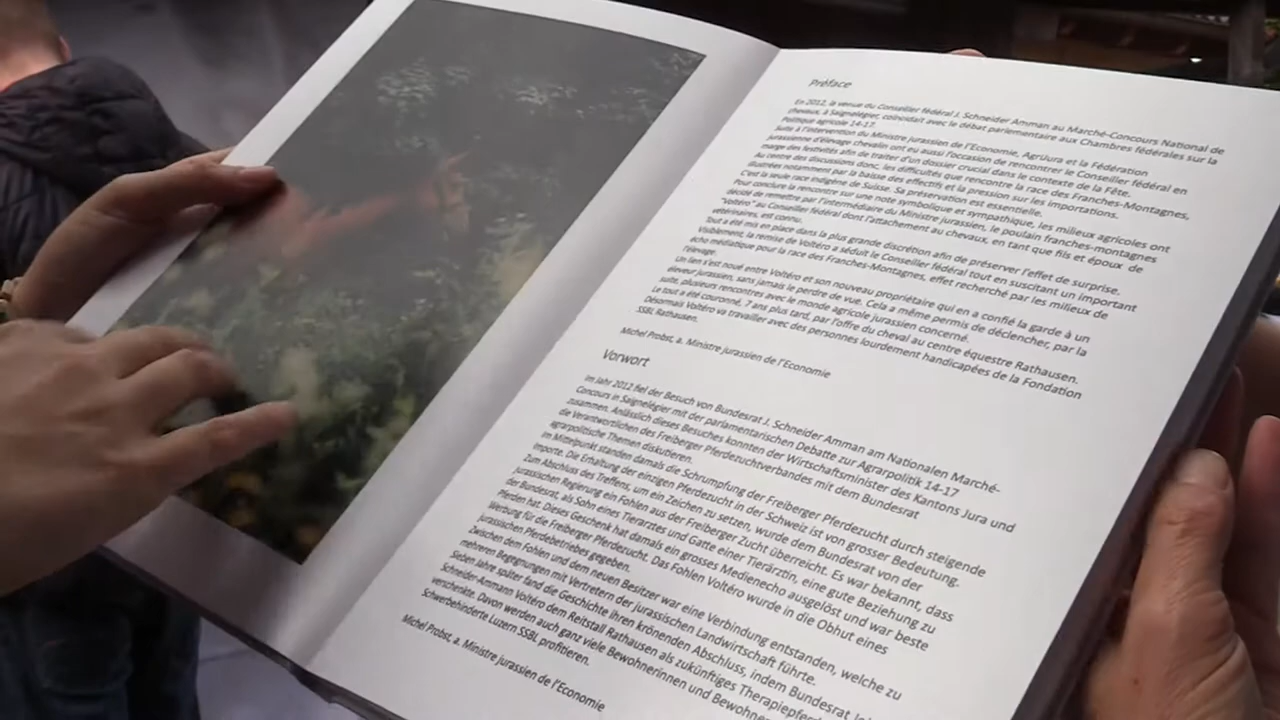 Préface
En 2012, la venue du Conseiller fédéral J. Schneider Amman au Marché-Concours National de
chevaux, à Saignelégier, coïncidait avec le débat parlementaire aux Chambres fédérales sur la
Politique agricole 14-17.
Suite à l'intervention du Ministre jurassien de l'Economie, AgriJura et la Fédération
jurassienne d'élevage chevalin ont eu aussi l'occasion de rencontrer le Conseiller fédéral en
marge des festivités afin de traiter d'un dossier crucial dans le contexte de la Fête.
Au centre des discussions donc, les difficultés que rencontre la race des Franches-Montagnes,
illustrées notamment par la baisse des effectifs et la pression sur les importations.
C'est la seule race indigène de Suisse. Sa préservation est essentielle.
Pour conclure la rencontre sur une note symbolique et sympathique, les milieux agricoles ont
décidé de remettre par l'intermédiaire du Ministre jurassien, le poulain franches-montagnes
"Voltéro" au Conseiller fédéral dont l'attachement au chevaux, en tant que fils et époux de
vétérinaires, est connu.
Tout a été mis en place dans la plus grande discrétion afin de préserver l'effet de surprise.
Visiblement, la remise de Voltéro a séduit le Conseiller fédéral tout en suscitant un important
écho médiatique pour la race des Franches-Montagnes, effet recherché par les milieux de
l'élevage.
Un lien s'est noué entre Voltéro et son nouveau propriétaire qui en a confié la garde à un
éleveur jurassien, sans jamais le perdre de vue. Cela a même permis de déclencher, par la
suite, plusieurs rencontres avec le monde agricole jurassien concerné.
Le tour a été couronné, 7 ans plus tard, par l'offre du cheval au centre équestre Rathausen.
Désormais Voltéro va travailler avec des personnes lourdement handicapées de la Fondation
SSBL Rathausen.
Michel Probst, a. Ministre jurassien de l'Economie
Vorwort
Im Jahr 2012 fiel der Besuch von Bundesrat J. Schneider Amman am Nationalen Marché-
Concours in Saignelégier mit der parlamentarischen Debatte zur Agrarpolitik 14-17
zusammen. Anlässlich dieses Besuches konnten der Wirtschaftsminister des Kantons Jura und
die Verantwortlichen des Freiberger Pferdezuchtverbandes mit dem Bundesrat
agrarpolitische Themen diskutieren.
Im Mittelpunkt standen damals die Schrumpfung der Freiberger Pferdezucht durch steigende
Importe. Die Erhaltung der einzigen Pferdezucht in der Schweiz ist von grosser Bedeutung.
Zum Abschluss des Treffens, um ein Zeichen zu setzen, wurde dem Bundesrat von der
jurassischen Regierung ein Fohlen aus der Freiberger Zucht überreicht. Es war bekannt, dass
der Bundesrat, als Sohn eines Tierarztes und Gatte einer Tierärztin, eine gute Beziehung zu
Pferden hat. Dieses Geschenk hat damals ein grosses Medienecho ausgelöst und war beste
Werbung für die Freiberger Pferdezucht. Das Fohlen Voltéro wurde in die Obhut eines
jurassischen Pferdebetriebes gegeben.
Zwischen dem Fohlen und dem neuen Besitzer war eine Verbindung entstanden, welche zu
mehreren Begegnungen mit Vertretern der jurassischen Landwirtschaft führte.
Sieben Jahre später fand die Geschichte ihren krönenden Abschluss, indem Bundesrat
Schneider-Ammann Voltéro dem Reitstall Rathausen als zukünftiges
verschenkte. Davon werden auch ganz viele Bewohnerinnen und
Schwerbehinderte Luzern SSBL profitieren.
Michel Probst, a. Ministre jurassien de l'Economie